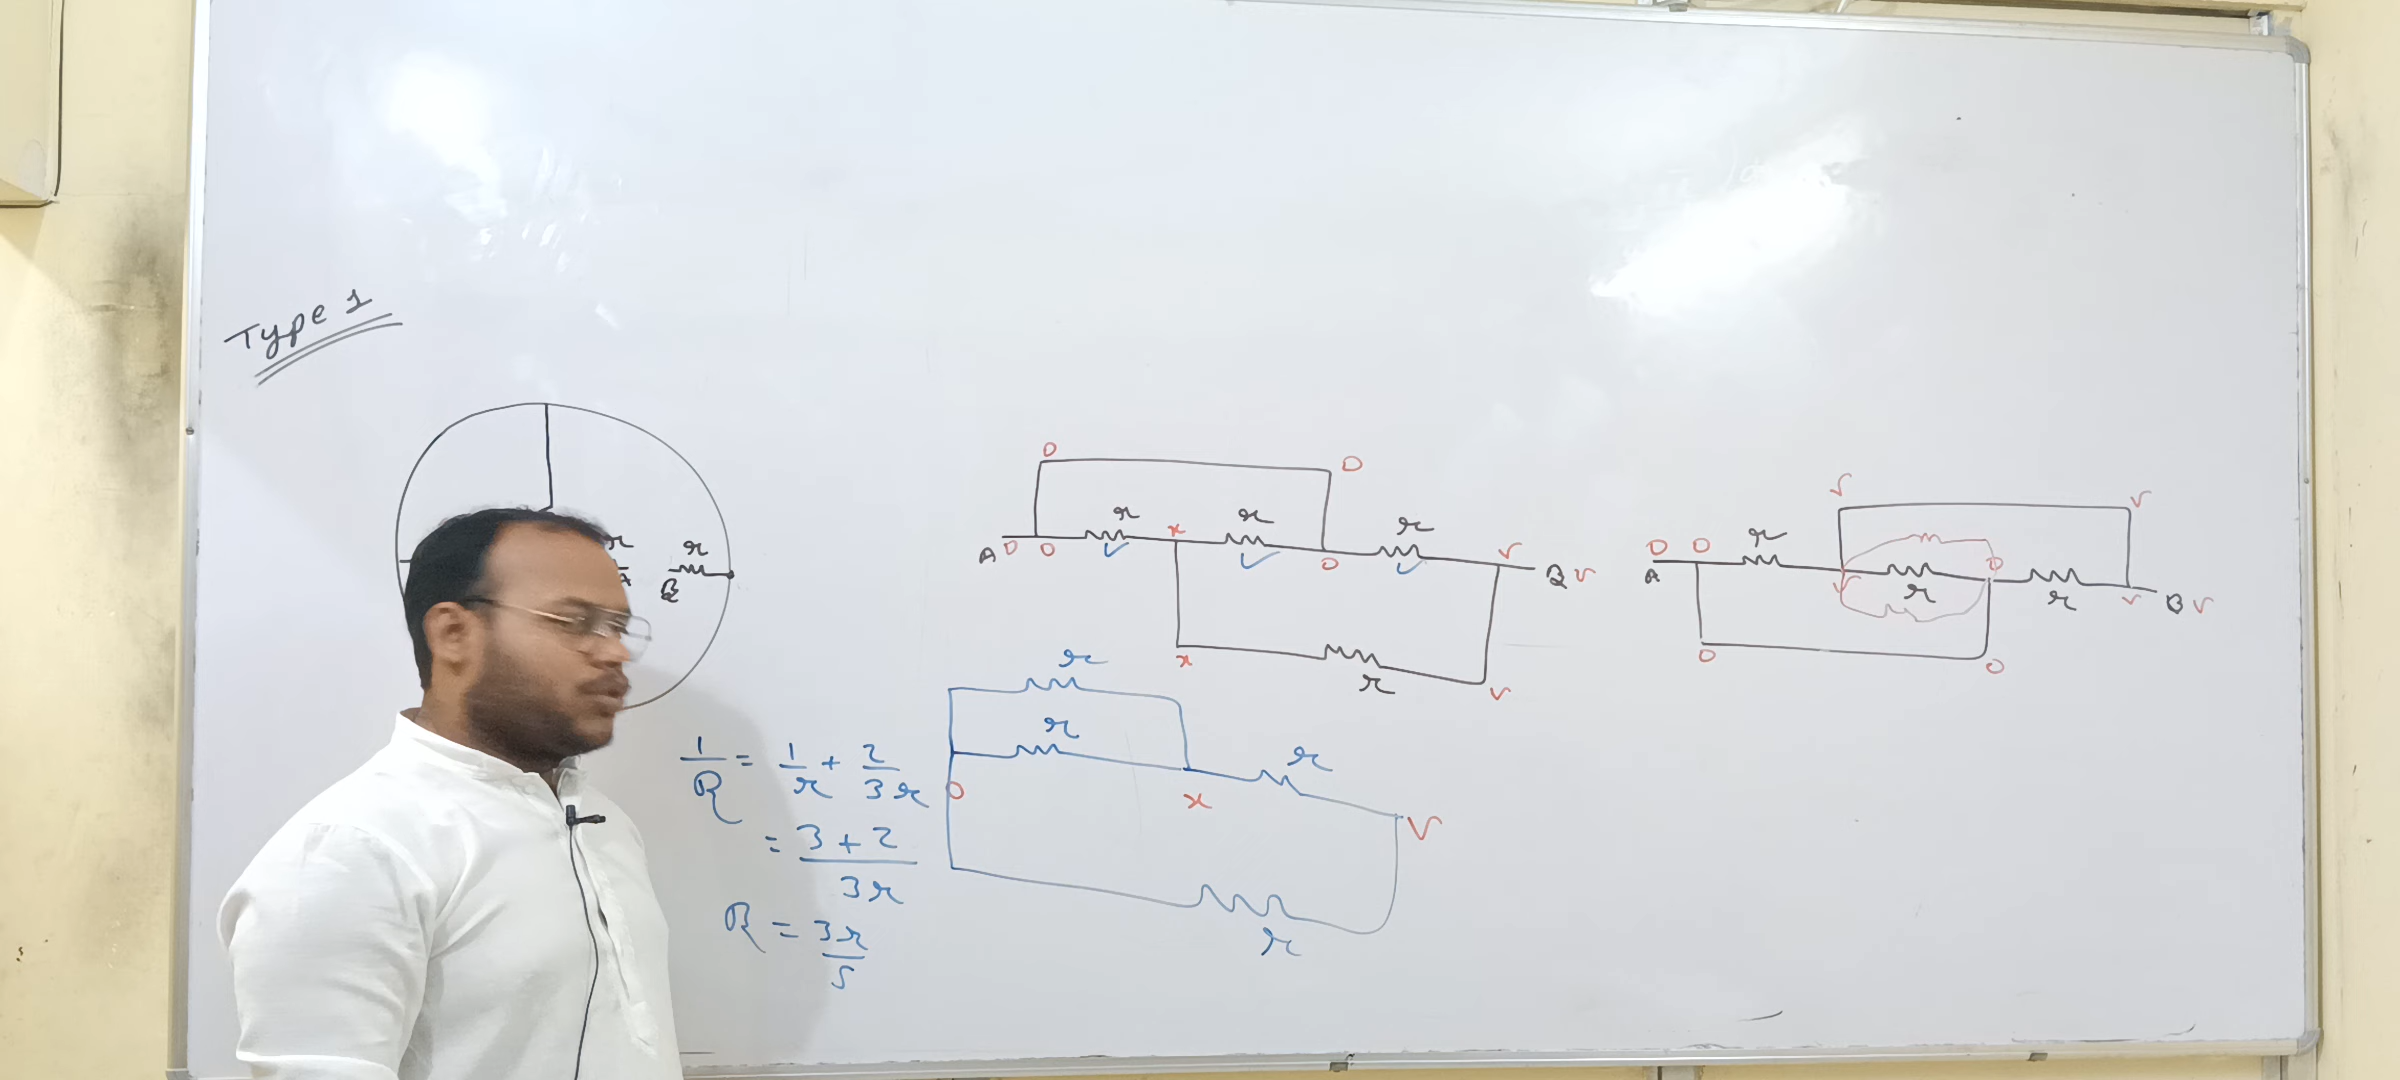 Type 1
r
A
r
B
O O
A O O r x r O r V B V
x r V
r
r
r
O x V
r
1/R = 1/r + 2/3r
= 3 + 2 / 3r
R = 3r/5
V V
O O r O
A V r r V B V
O O